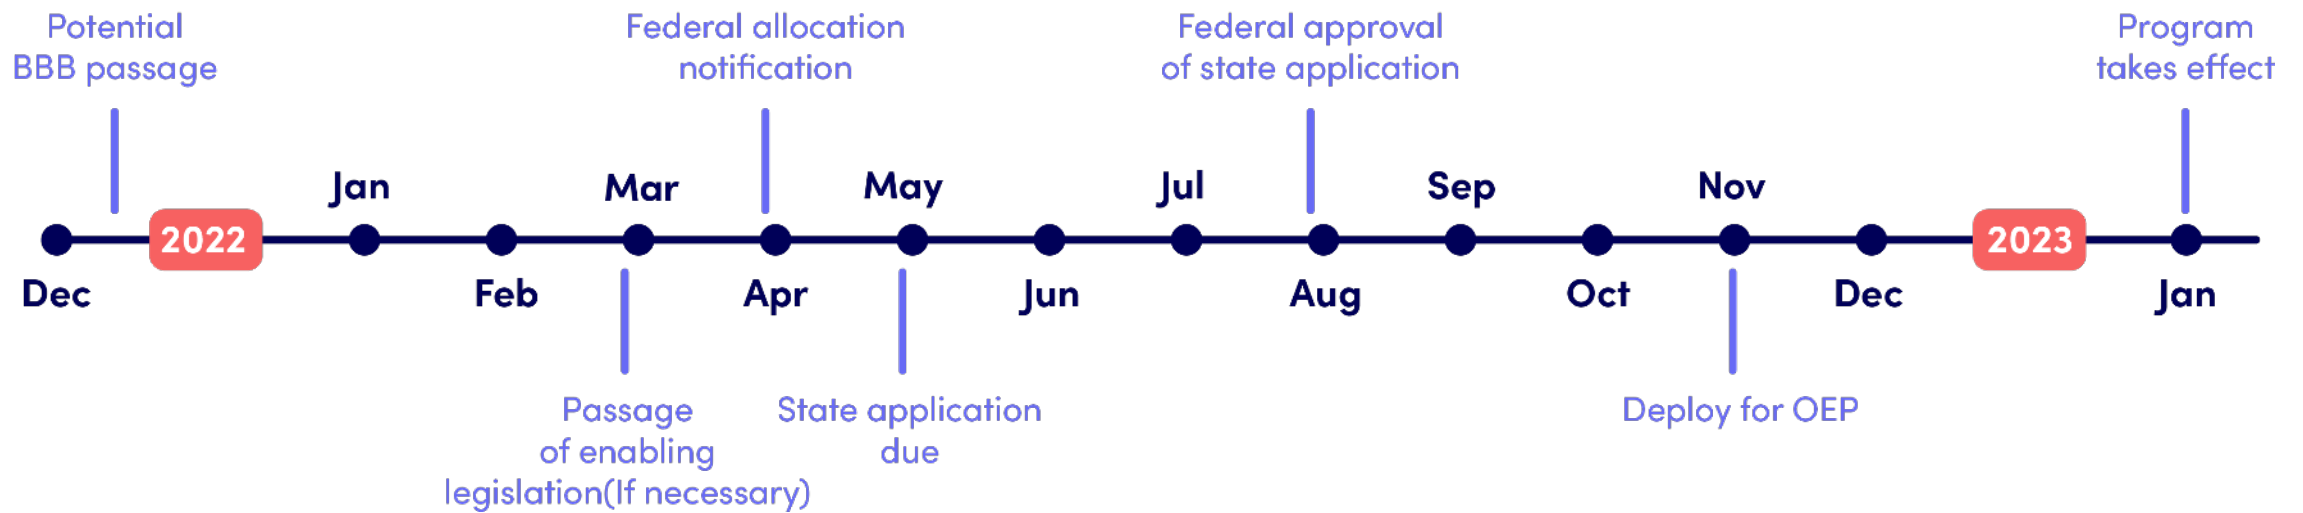 Potential
BBB passage
Federal allocation
notification
Federal approval
of state application
Program
takes effect
Jan
Mar
May
Jul
Sep
Nov
2022
2023
Dec
Feb
Apr
Jun
Aug
Oct
Dec
Jan
Passage
of enabling
legislation(If necessary)
State application
due
Deploy for OEP